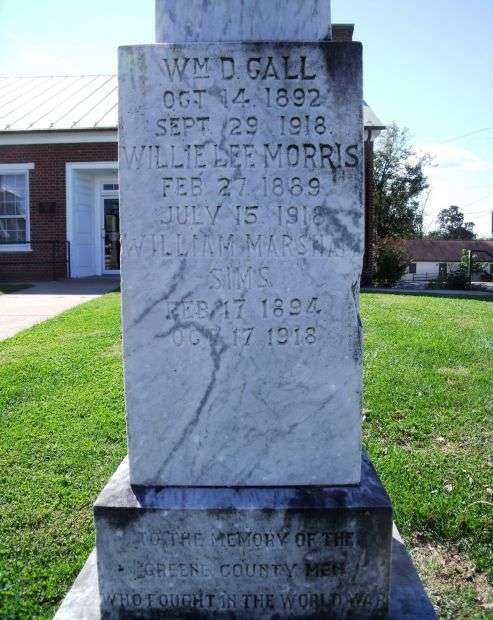 WM D. GALL
OCT 14. 1892
SEPT 29 1918.
WILLIE LEE MORRIS
FEB 27. 1889
JULY 15. 1918
WILLIAM MARSHALL
SIMS
FEB 17 1894
OCT 17 1918
TO THE MEMORY OF THE
GREENE COUNTY MEN
WHO FOUGHT IN THE WORLD WAR